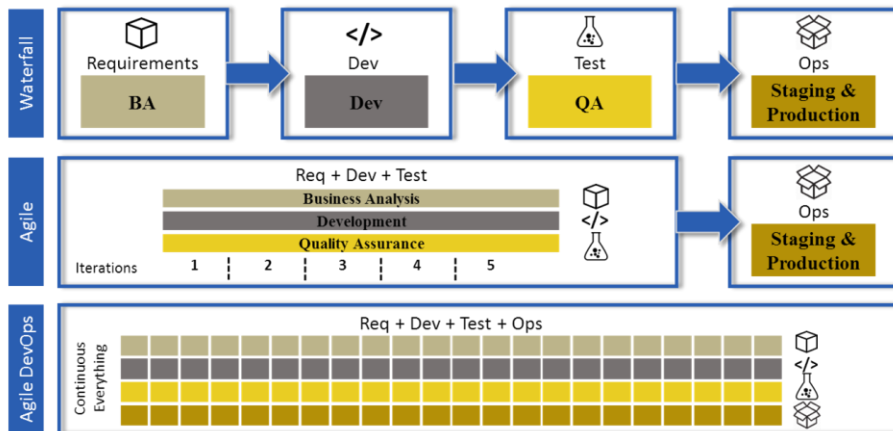 Waterfall
Requirements
BA
</>
Dev
Dev
Test
QA
Ops
Staging &
Production
Agile
Req + Dev + Test
Business Analysis
</>
Development
Quality Assurance
Iterations 1 2 3 4 5
Ops
Staging &
Production
Agile DevOps
Continuous
Everything
Req + Dev + Test + Ops
</>